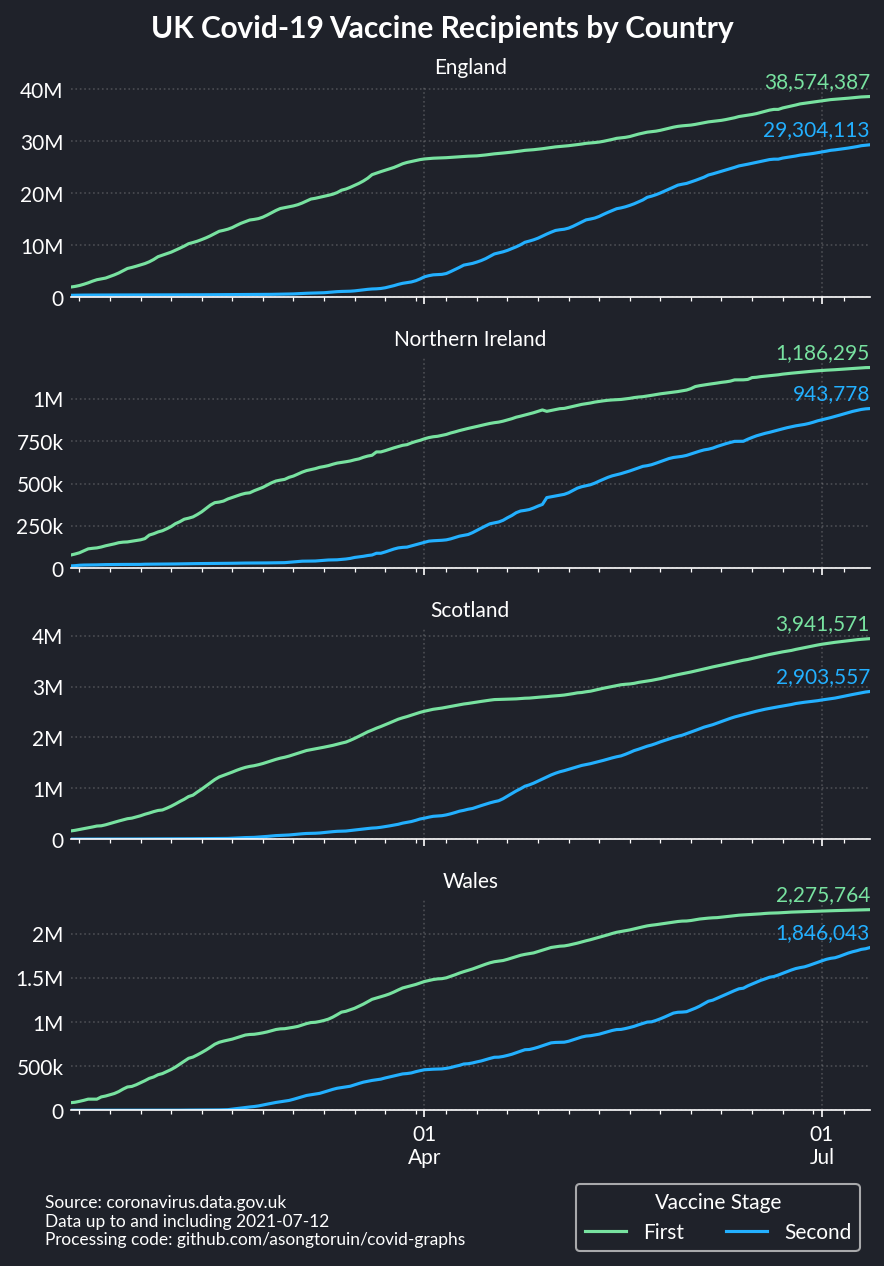 UK Covid-19 Vaccine Recipients by Country
England
38,574,387
29,304,113
40M
30M
20M
10M
0
Northern Ireland
1,186,295
943,778
1M
750k
500k
250k
0
Scotland
3,941,571
2,903,557
4M
3M
2M
1M
0
Wales
2,275,764
1,846,043
2M
1.5M
1M
500k
0
01
Apr
01
Jul
Source: coronavirus.data.gov.uk
Data up to and including 2021-07-12
Processing code: github.com/asongtoruin/covid-graphs
Vaccine Stage
First
Second